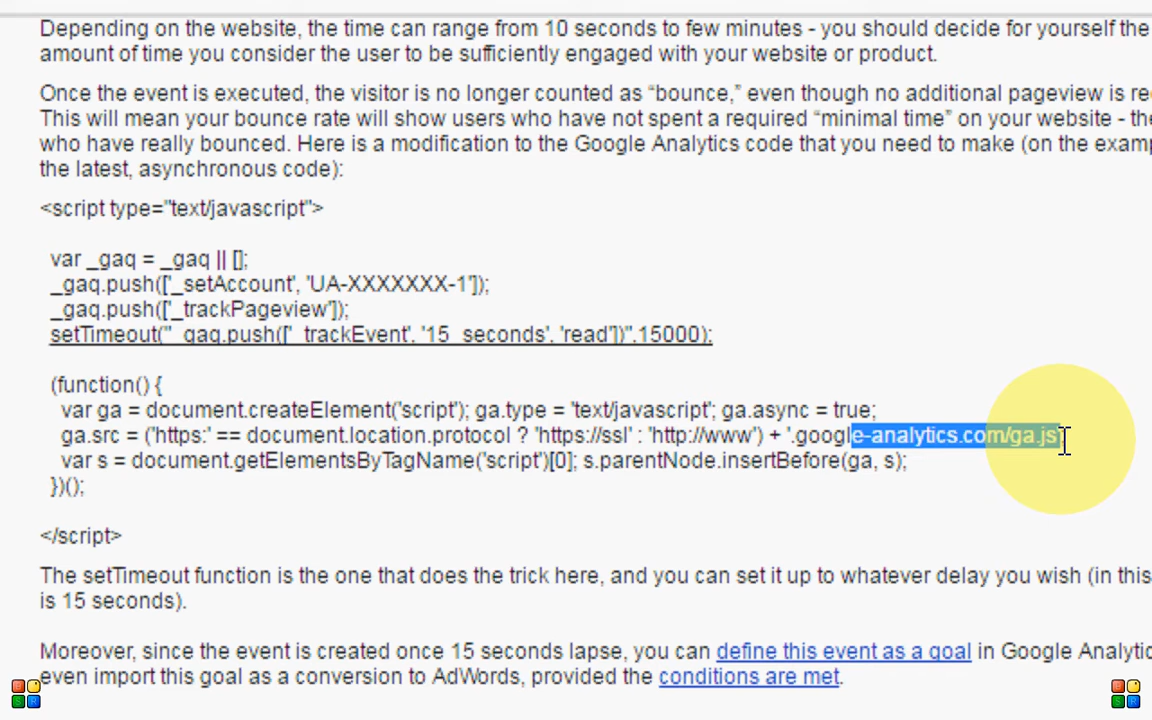 Depending on the website, the time can range from 10 seconds to few minutes - you should decide for yourself the
amount of time you consider the user to be sufficiently engaged with your website or product.
Once the event is executed, the visitor is no longer counted as “bounce,” even though no additional pageview is
This will mean your bounce rate will show users who have not spent a required “minimal time” on your website -
who have really bounced. Here is a modification to the Google Analytics code that you need to make (on the
the latest, asynchronous code):
<script type="text/javascript">
var _gaq = _gaq || [];
_gaq.push(['_setAccount', 'UA-XXXXXXX-1']);
_gaq.push(['_trackPageview']);
setTimeout("_gaq.push(['_trackEvent', '15_seconds', 'read'])",15000);
(function() {
var ga = document.createElement('script'); ga.type = 'text/javascript'; ga.async = true;
ga.src = ('https:' == document.location.protocol ? 'https://ssl' : 'http://www') + '.google-analytics.com/ga.js'
var s = document.getElementsByTagName('script')[0]; s.parentNode.insertBefore(ga, s);
})();
</script>
The setTimeout function is the one that does the trick here, and you can set it up to whatever delay you wish (in this
is 15 seconds).
Moreover, since the event is created once 15 seconds lapse, you can define this event as a goal in Google
even import this goal as a conversion to AdWords, provided the conditions are met.